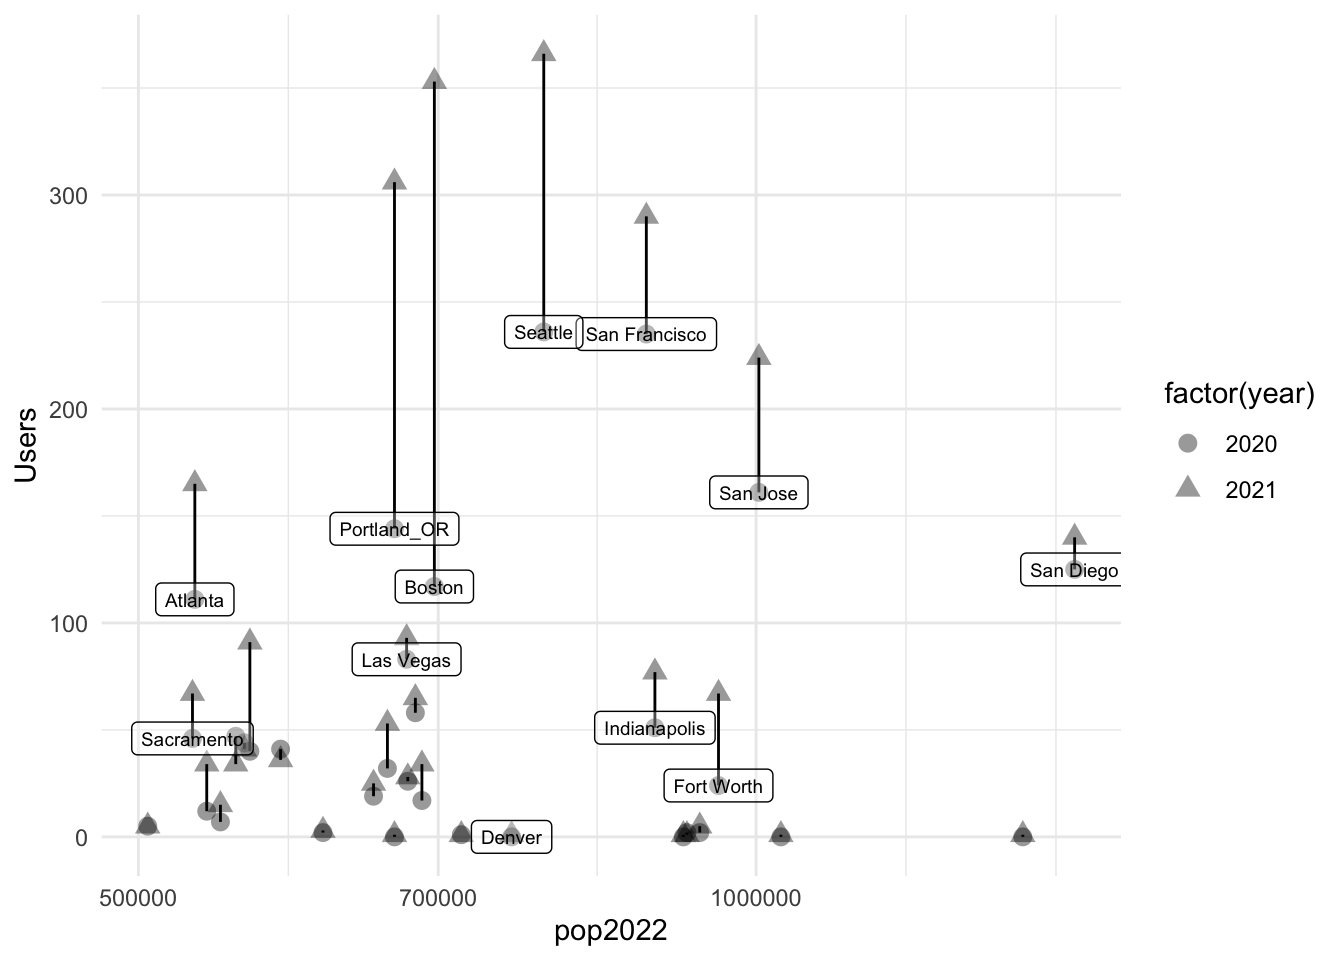 300
200
100
0
Users
Seattle
San Francisco
San Jose
Portland_OR
San Diego
Boston
Atlanta
Las Vegas
Indianapolis
Sacramento
Fort Worth
Denver
500000
700000
1000000
pop2022
factor(year)
2020
2021